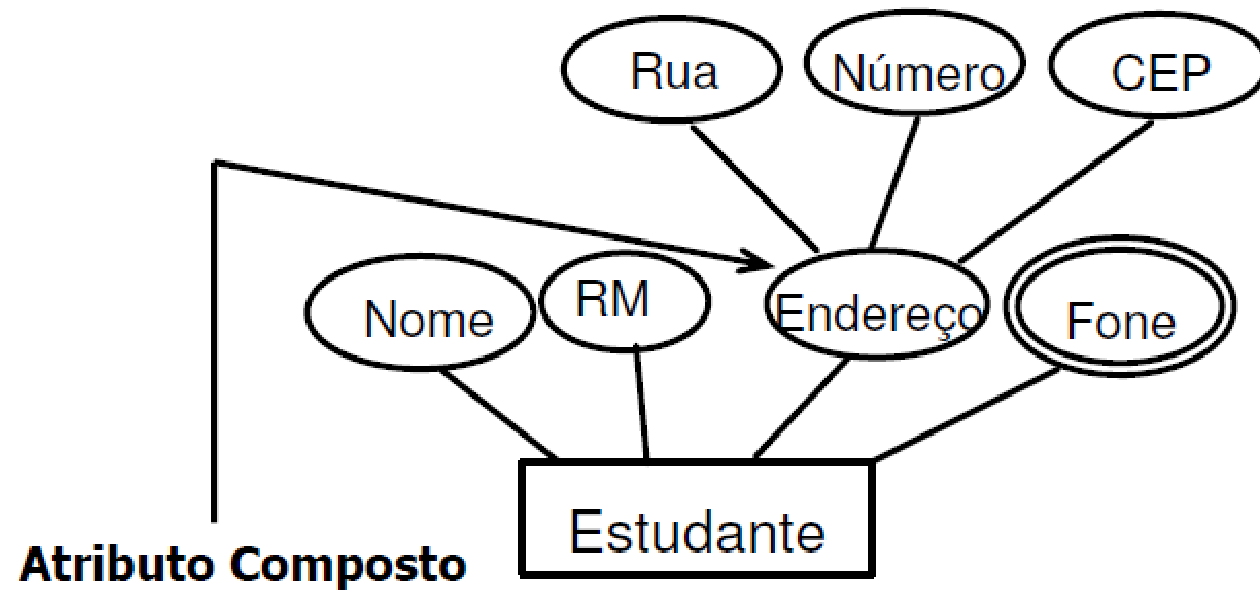 Rua
Número
CEP
Nome
RM
Endereço
Fone
Estudante
Atributo Composto